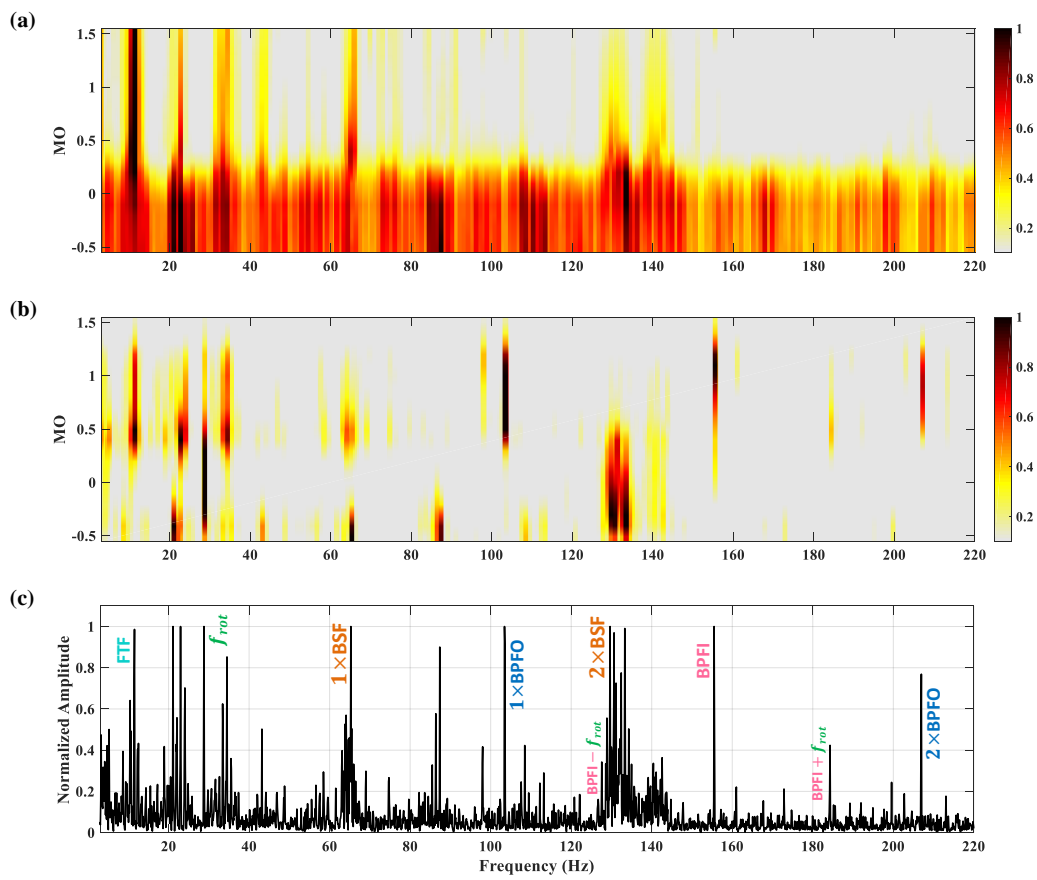 (a)
MO
1.5
1
0.5
0
-0.5
20 40 60 80 100 120 140 160 180 200 220
1
0.8
0.6
0.4
0.2
(b)
MO
1.5
1
0.5
0
-0.5
20 40 60 80 100 120 140 160 180 200 220
1
0.8
0.6
0.4
0.2
(c)
Normalized Amplitude
1
0.8
0.6
0.4
0.2
0
FTF
f_rot
1×BSF
1×BPFO
2×BSF
BPFI − f_rot
BPFI
BPFI + f_rot
2×BPFO
20 40 60 80 100 120 140 160 180 200 220
Frequency (Hz)